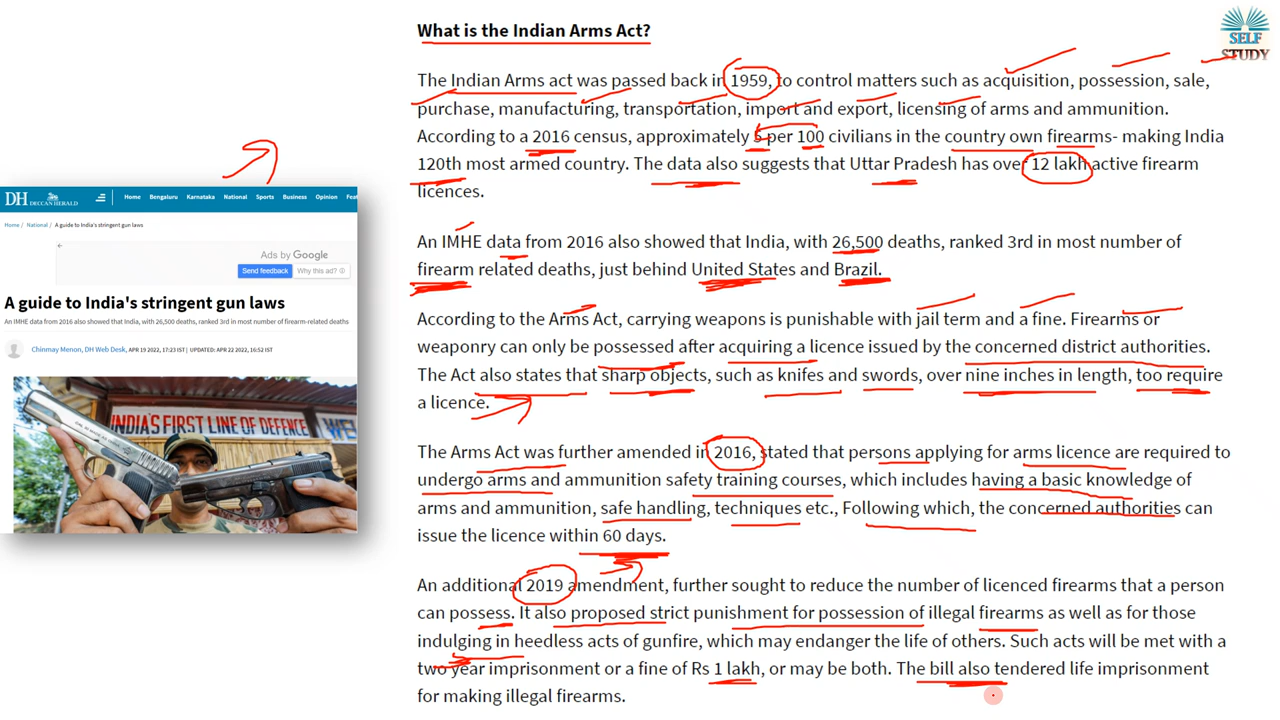 What is the Indian Arms Act?
SELF
STUDY
The Indian Arms act was passed back in 1959, to control matters such as acquisition, possession, sale,
purchase, manufacturing, transportation, import and export, licensing of arms and ammunition.
According to a 2016 census, approximately 5 per 100 civilians in the country own firearms- making India
120th most armed country. The data also suggests that Uttar Pradesh has over 12 lakh active firearm
licences.
An IMHE data from 2016 also showed that India, with 26,500 deaths, ranked 3rd in most number of
firearm related deaths, just behind United States and Brazil.
According to the Arms Act, carrying weapons is punishable with jail term and a fine. Firearms or
weaponry can only be possessed after acquiring a licence issued by the concerned district authorities.
The Act also states that sharp objects, such as knifes and swords, over nine inches in length, too require
a licence.
The Arms Act was further amended in 2016, stated that persons applying for arms licence are required to
undergo arms and ammunition safety training courses, which includes having a basic knowledge of
arms and ammunition, safe handling, techniques etc., Following which, the concerned authorities can
issue the licence within 60 days.
An additional 2019 amendment, further sought to reduce the number of licenced firearms that a person
can possess. It also proposed strict punishment for possession of illegal firearms as well as for those
indulging in heedless acts of gunfire, which may endanger the life of others. Such acts will be met with a
two year imprisonment or a fine of Rs 1 lakh, or may be both. The bill also tendered life imprisonment
for making illegal firearms.
DH DECCAN HERALD Home Bengaluru Karnataka National Sports Business Opinion Feat
Home / National / A guide to India's stringent gun laws
Ads by Google
Send feedback Why this ad?
A guide to India's stringent gun laws
An IMHE data from 2016 also showed that India, with 26,500 deaths, ranked 3rd in most number of firearm-related deaths
Chinmay Menon, DH Web Desk, APR 19 2022, 17:23 IST | UPDATED: APR 22 2022, 16:52 IST
INDIA'S FIRST LINE OF DEFENCE